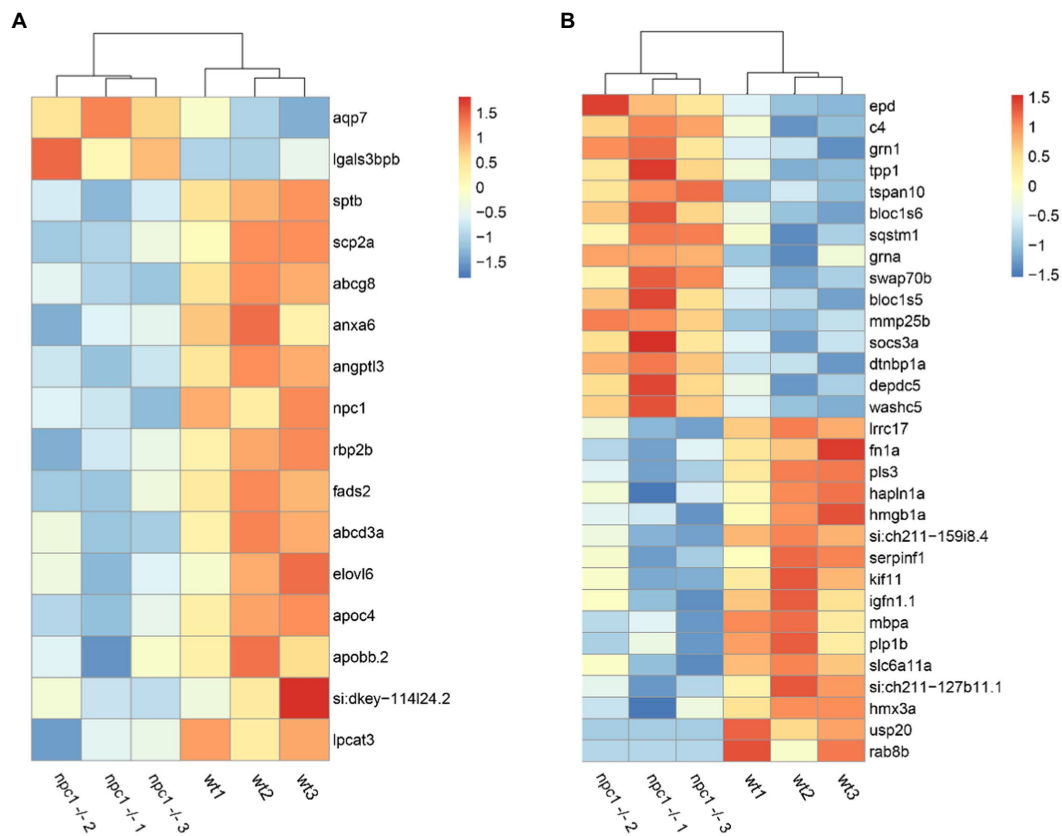 A
aqp7
lgals3bpb
sptb
scp2a
abcg8
anxa6
angptl3
npc1
rbp2b
fads2
abcd3a
elovl6
apoc4
apobb.2
si:dkey−114l24.2
lpcat3
npc1 -/- 2
npc1 -/- 1
npc1 -/- 3
wt1
wt2
wt3
1.5
1
0.5
0
−0.5
−1
−1.5
B
epd
c4
grn1
tpp1
tspan10
bloc1s6
sqstm1
grna
swap70b
bloc1s5
mmp25b
socs3a
dtnbp1a
depdc5
washc5
lrrc17
fn1a
pls3
hapln1a
hmgb1a
si:ch211−159i8.4
serpinf1
kif11
igfn1.1
mbpa
plp1b
slc6a11a
si:ch211−127b11.1
hmx3a
usp20
rab8b
npc1 -/- 2
npc1 -/- 1
npc1 -/- 3
wt1
wt2
wt3
1.5
1
0.5
0
−0.5
−1
−1.5